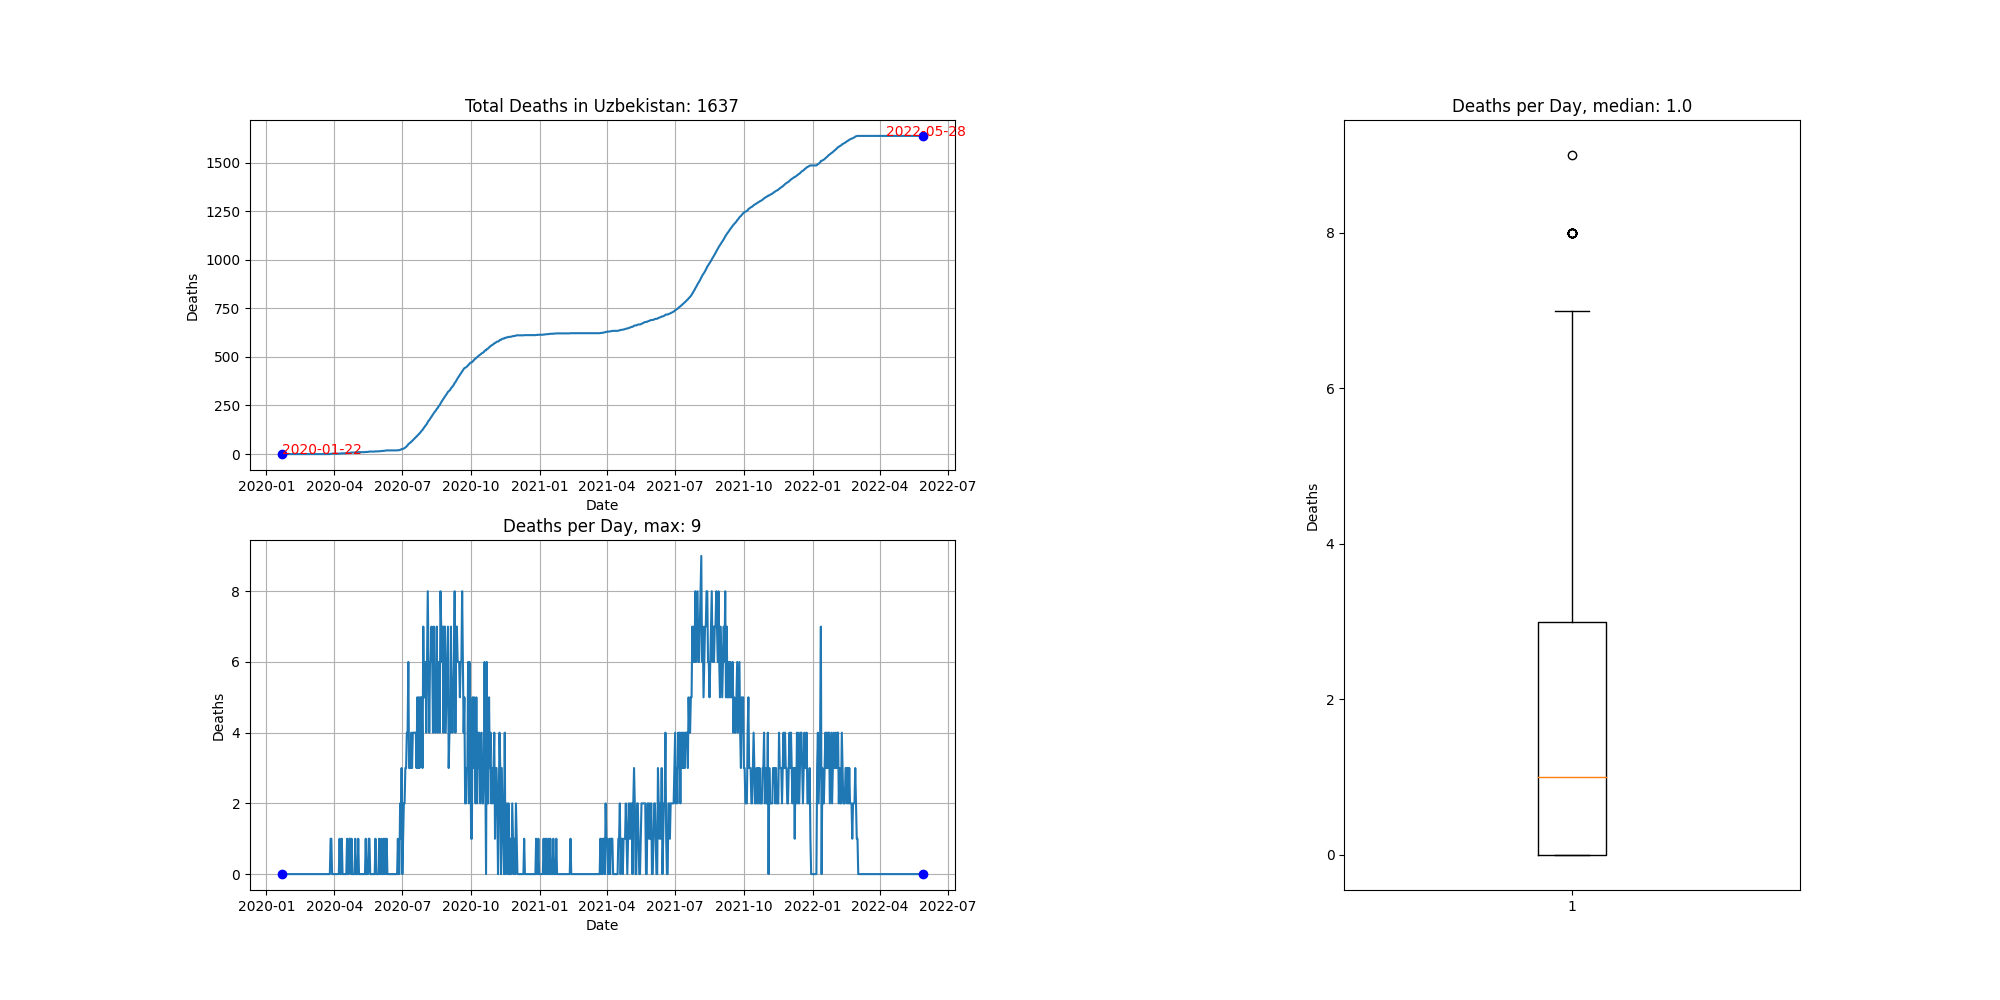 Total Deaths in Uzbekistan: 1637
Deaths
1500
1250
1000
750
500
250
0
2022-05-28
2020-01-22
2020-01 2020-04 2020-07 2020-10 2021-01 2021-04 2021-07 2021-10 2022-01 2022-04 2022-07
Date
Deaths per Day, max: 9
Deaths
8
6
4
2
0
2020-01 2020-04 2020-07 2020-10 2021-01 2021-04 2021-07 2021-10 2022-01 2022-04 2022-07
Date
Deaths per Day, median: 1.0
Deaths
8
6
4
2
0
1